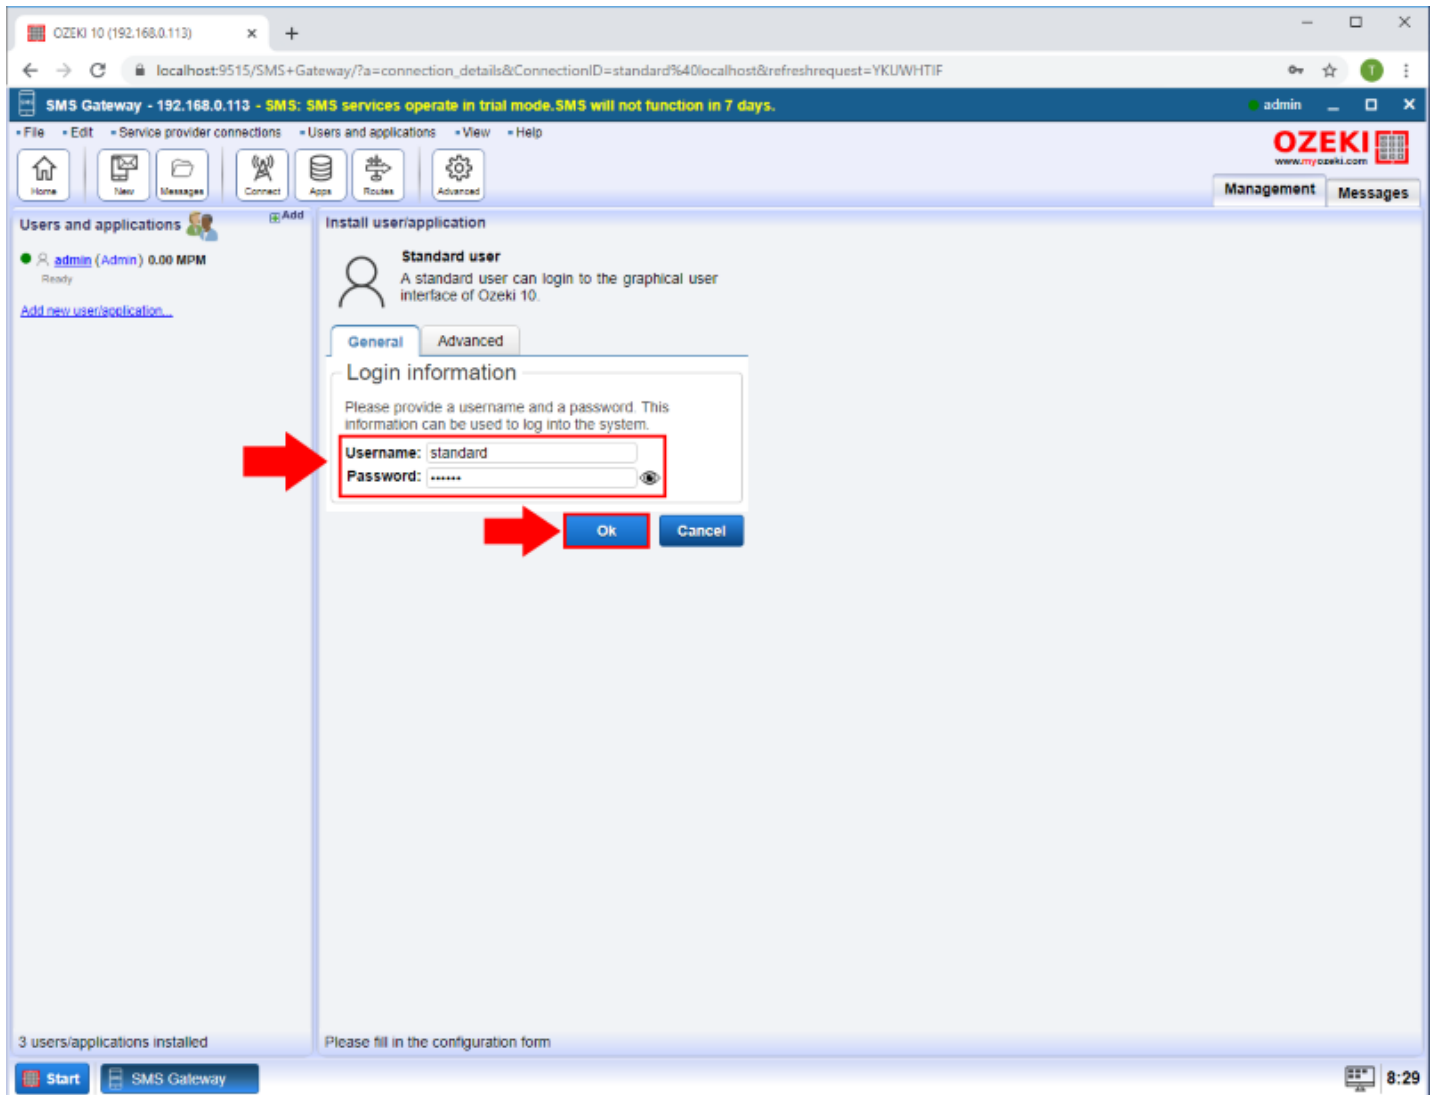 OZEKI 10 (192.168.0.113)
localhost:9515/SMS+Gateway/?a=connection_details&ConnectionID=standard%40localhost&refreshrequest=YKUWHTIF
T
SMS Gateway - 192.168.0.113 - SMS: SMS services operate in trial mode.SMS will not function in 7 days.
admin
File Edit Service provider connections Users and applications View Help
OZEKI
www.myozeki.com
Home New Messages Connect Apps Routes Advanced
Management Messages
Users and applications
Add
admin (Admin) 0.00 MPM
Ready
Add new user/application...
Install user/application
Standard user
A standard user can login to the graphical user
interface of Ozeki 10.
General Advanced
Login information
Please provide a username and a password. This
information can be used to log into the system.
Username: standard
Password: ······
Ok Cancel
3 users/applications installed
Please fill in the configuration form
Start SMS Gateway 8:29